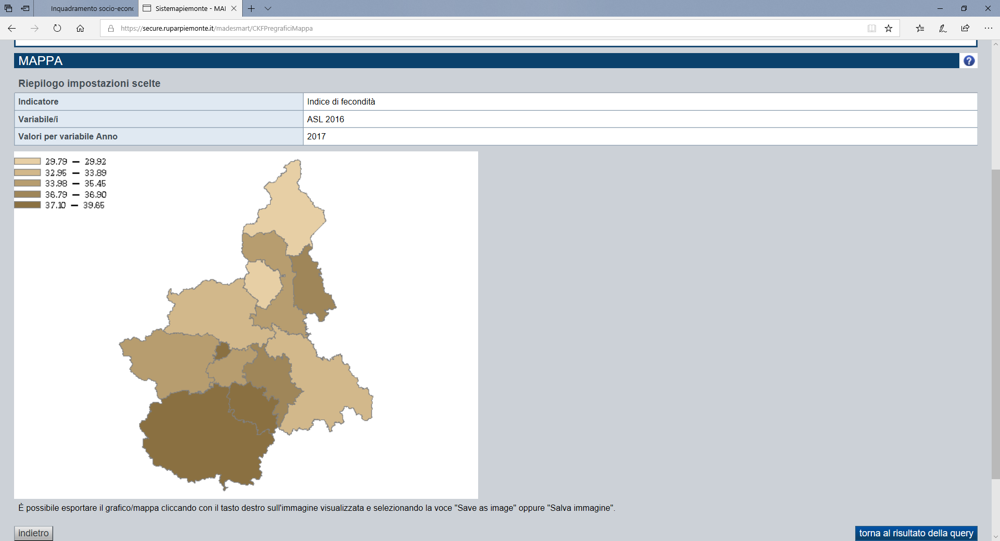 Inquadramento socio-econo
Sistemapiemonte - MAI
https://secure.ruparpiemonte.it/madesmart/CKFPregraficiMappa
MAPPA
?
Riepilogo impostazioni scelte
Indicatore Indice di fecondità
Variabile/i ASL 2016
Valori per variabile Anno 2017
29.79 — 29.92
32.95 — 33.89
33.98 — 35.45
36.79 — 36.90
37.10 — 39.65
È possibile esportare il grafico/mappa cliccando con il tasto destro sull'immagine visualizzata e selezionando la voce "Save as image" oppure "Salva immagine".
indietro
torna al risultato della query